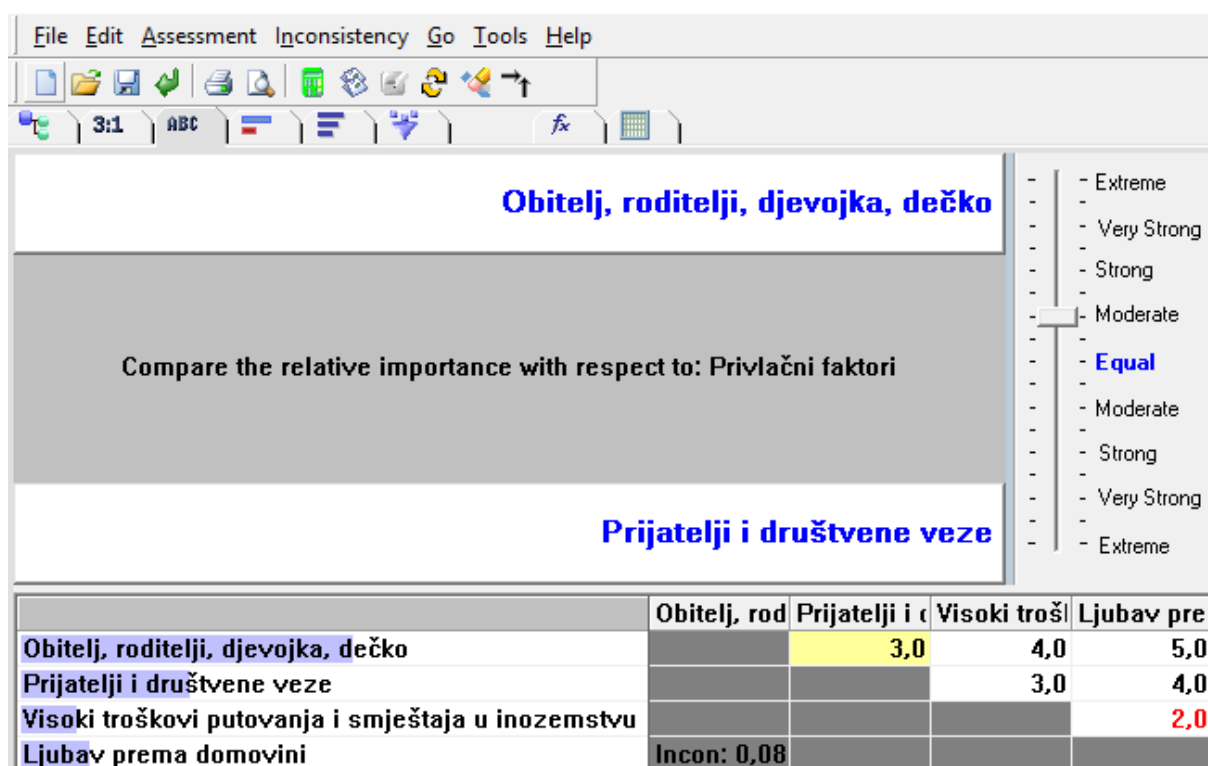 File Edit Assessment Inconsistency Go Tools Help
3:1 ABC fx
Obitelj, roditelji, djevojka, dečko
Compare the relative importance with respect to: Privlačni faktori
Prijatelji i društvene veze
Extreme
Very Strong
Strong
Moderate
Equal
Moderate
Strong
Very Strong
Extreme
Obitelj, rod Prijatelji i Visoki troš Ljubav pre
Obitelj, roditelji, djevojka, dečko 3,0 4,0 5,0
Prijatelji i društvene veze 3,0 4,0
Visoki troškovi putovanja i smještaja u inozemstvu 2,0
Ljubav prema domovini Incon: 0,08